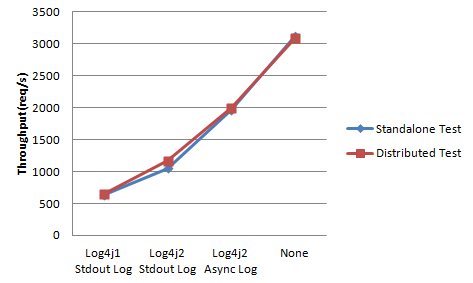 3500
3000
2500
2000
1500
1000
500
0
Throughput(req/s)
Log4j1 Stdout Log
Log4j2 Stdout Log
Log4j2 Async Log
None
Standalone Test
Distributed Test